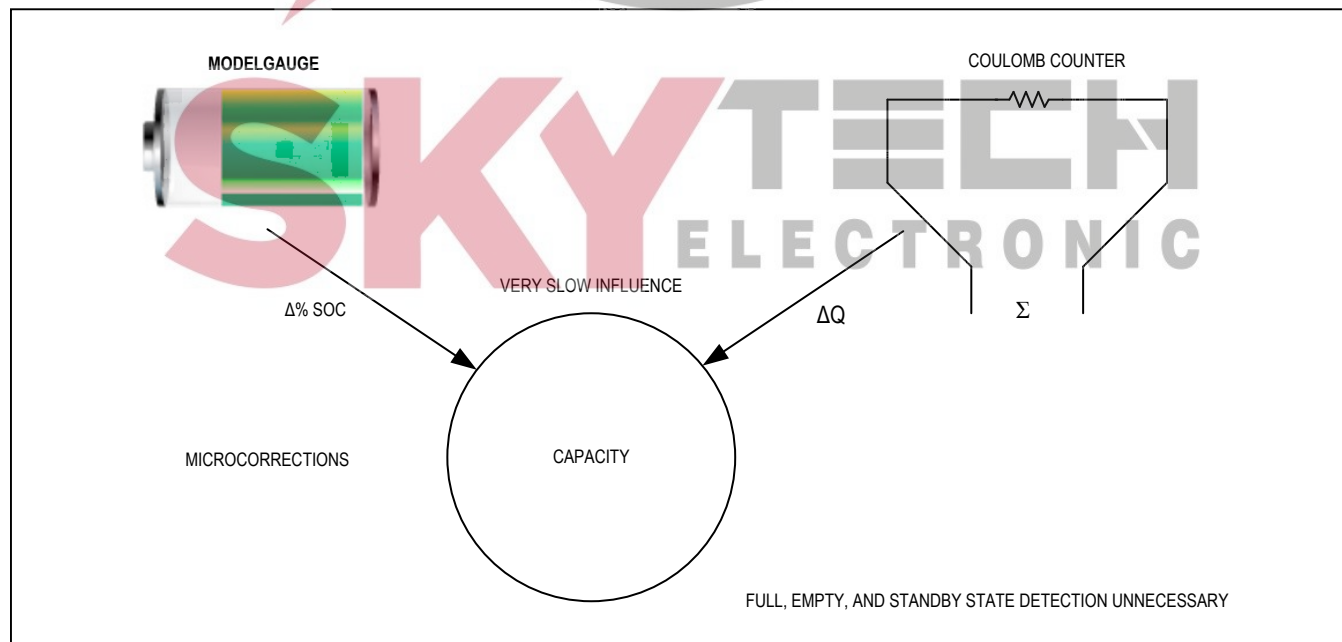 MODELGAUGE
COULOMB COUNTER
SKYTECH
ELECTRONIC
VERY SLOW INFLUENCE
Δ% SOC
ΔQ
Σ
MICROCORRECTIONS
CAPACITY
FULL, EMPTY, AND STANDBY STATE DETECTION UNNECESSARY